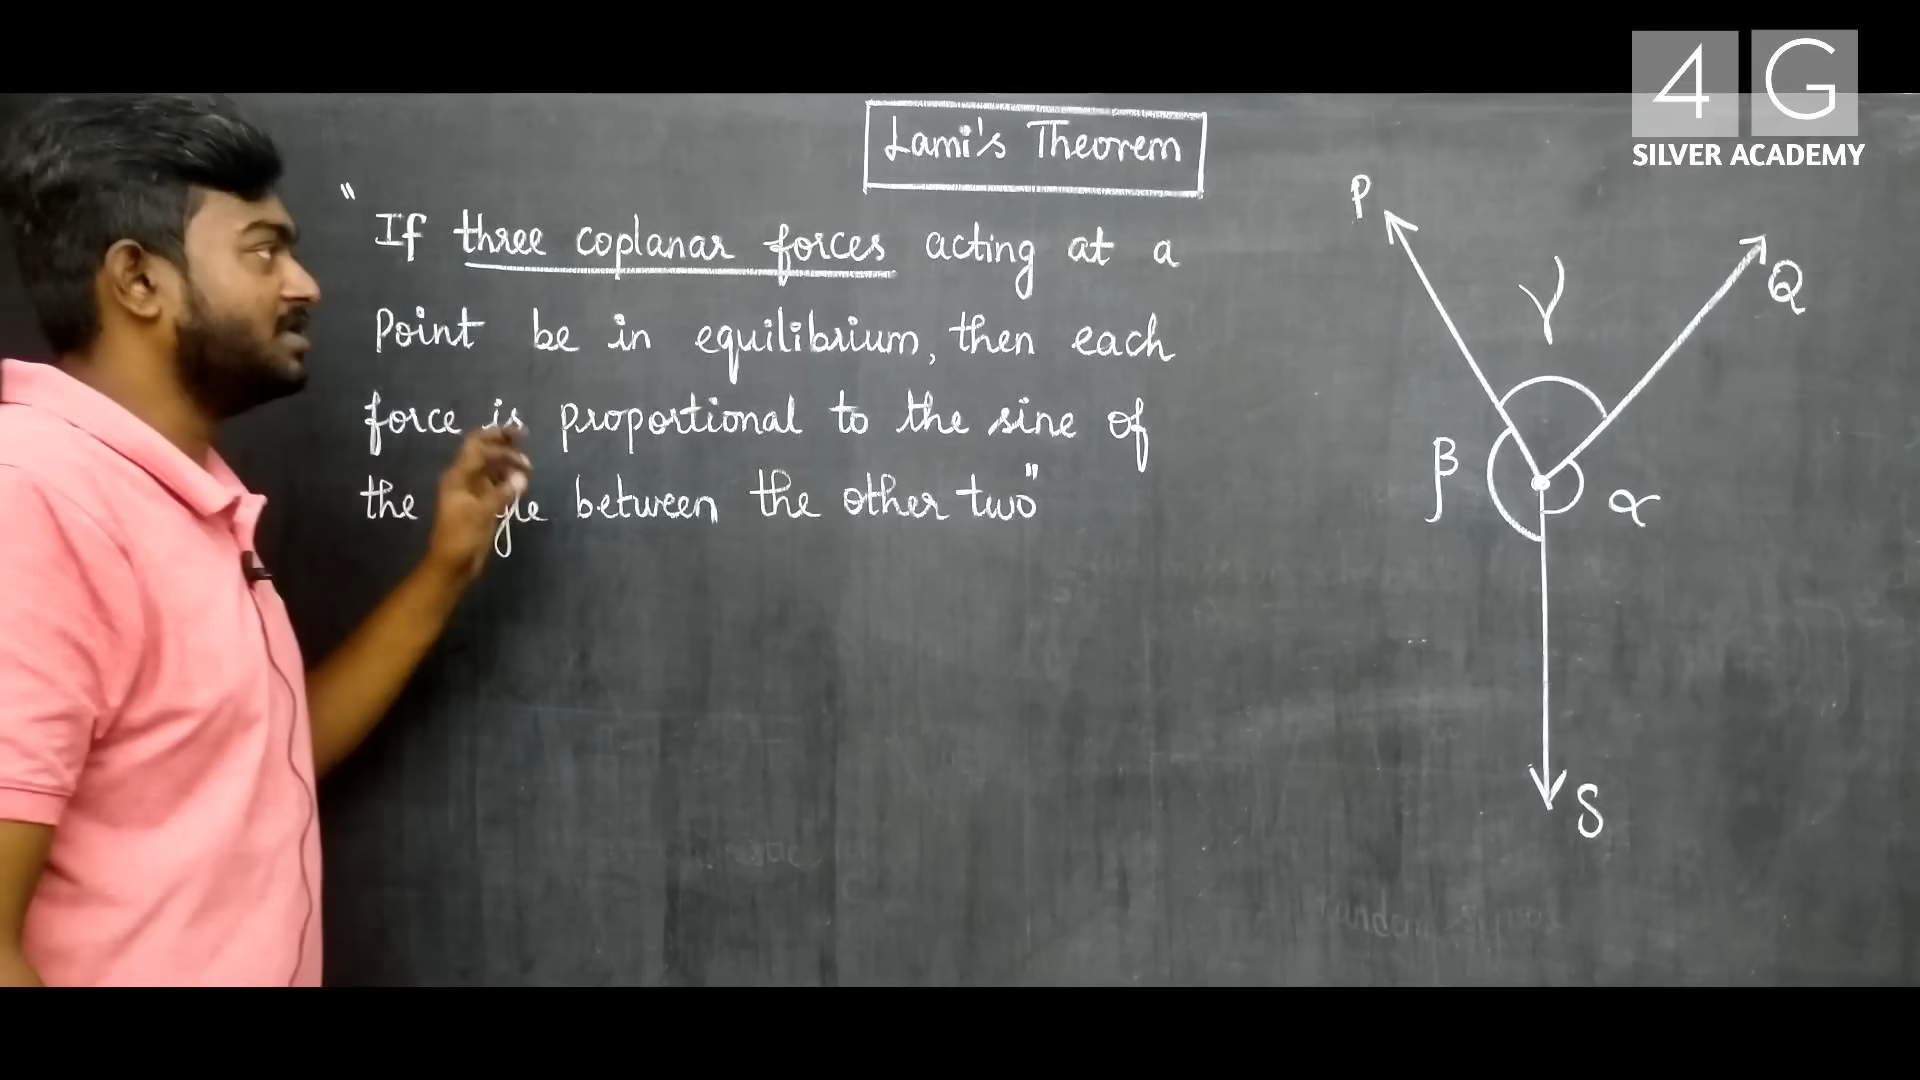 4G
SILVER ACADEMY
Lami's Theorem
"If three coplanar forces acting at a
Point be in equilibrium, then each
force is proportional to the sine of
the between the other two"
P
Q
γ
β
α
S